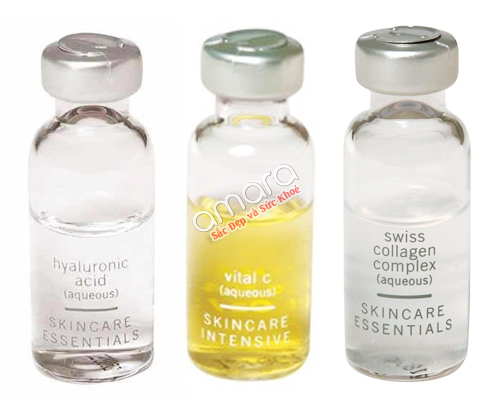 hyaluronic
acid
(aqueous)
SKINCARE
ESSENTIALS
amara
Sắc Đẹp và Sức Khoẻ
vital c
(aqueous)
SKINCARE
INTENSIVE
swiss
collagen
complex
(aqueous)
SKINCARE
ESSENTIALS